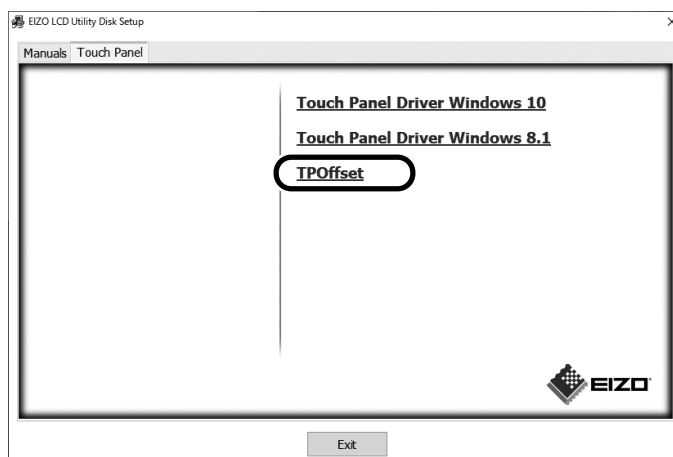 EIZO LCD Utility Disk Setup
Manuals Touch Panel
Touch Panel Driver Windows 10
Touch Panel Driver Windows 8.1
TPOffset
EIZO
Exit